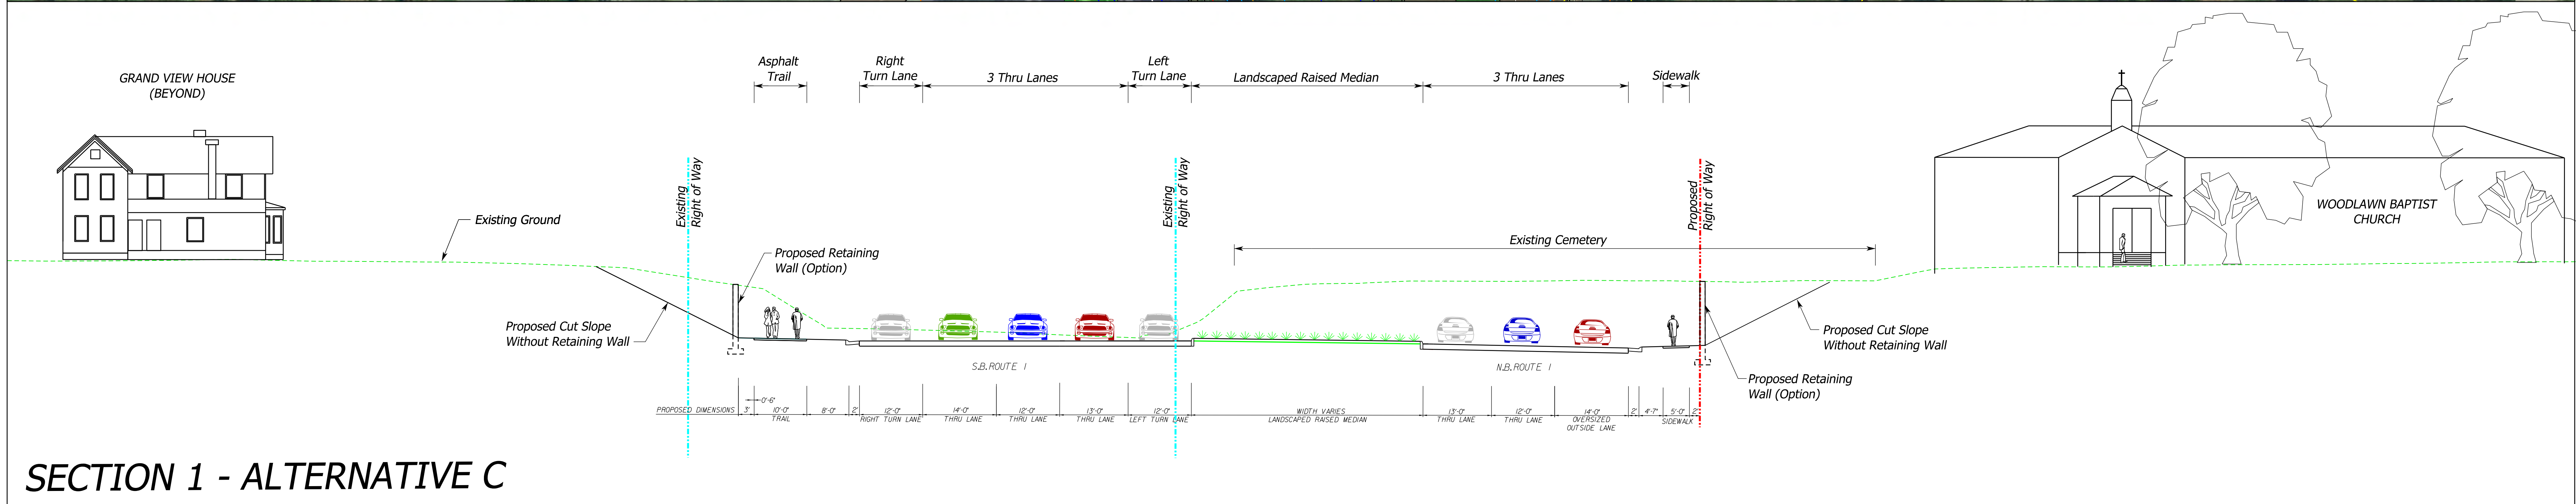 GRAND VIEW HOUSE
(BEYOND)
Asphalt
Trail
Right
Turn Lane
3 Thru Lanes
Left
Turn Lane
Landscaped Raised Median
3 Thru Lanes
Sidewalk
Existing
Right of Way
Existing
Right of Way
Proposed
Right of Way
WOODLAWN BAPTIST
CHURCH
Existing Ground
Existing Cemetery
Proposed Retaining
Wall (Option)
Proposed Cut Slope
Without Retaining Wall
Proposed Cut Slope
Without Retaining Wall
Proposed Retaining
Wall (Option)
S.B. ROUTE 1
N.B. ROUTE 1
PROPOSED DIMENSIONS
3'
0'-6"
10'-0"
TRAIL
8'-0"
2'
12'-0"
RIGHT TURN LANE
14'-0"
THRU LANE
12'-0"
THRU LANE
13'-0"
THRU LANE
12'-0"
LEFT TURN LANE
WIDTH VARIES
LANDSCAPED RAISED MEDIAN
13'-0"
THRU LANE
12'-0"
THRU LANE
14'-0"
OVERSIZED
OUTSIDE LANE
2'
4'-7"
5'-0"
SIDEWALK
2'
SECTION 1 - ALTERNATIVE C